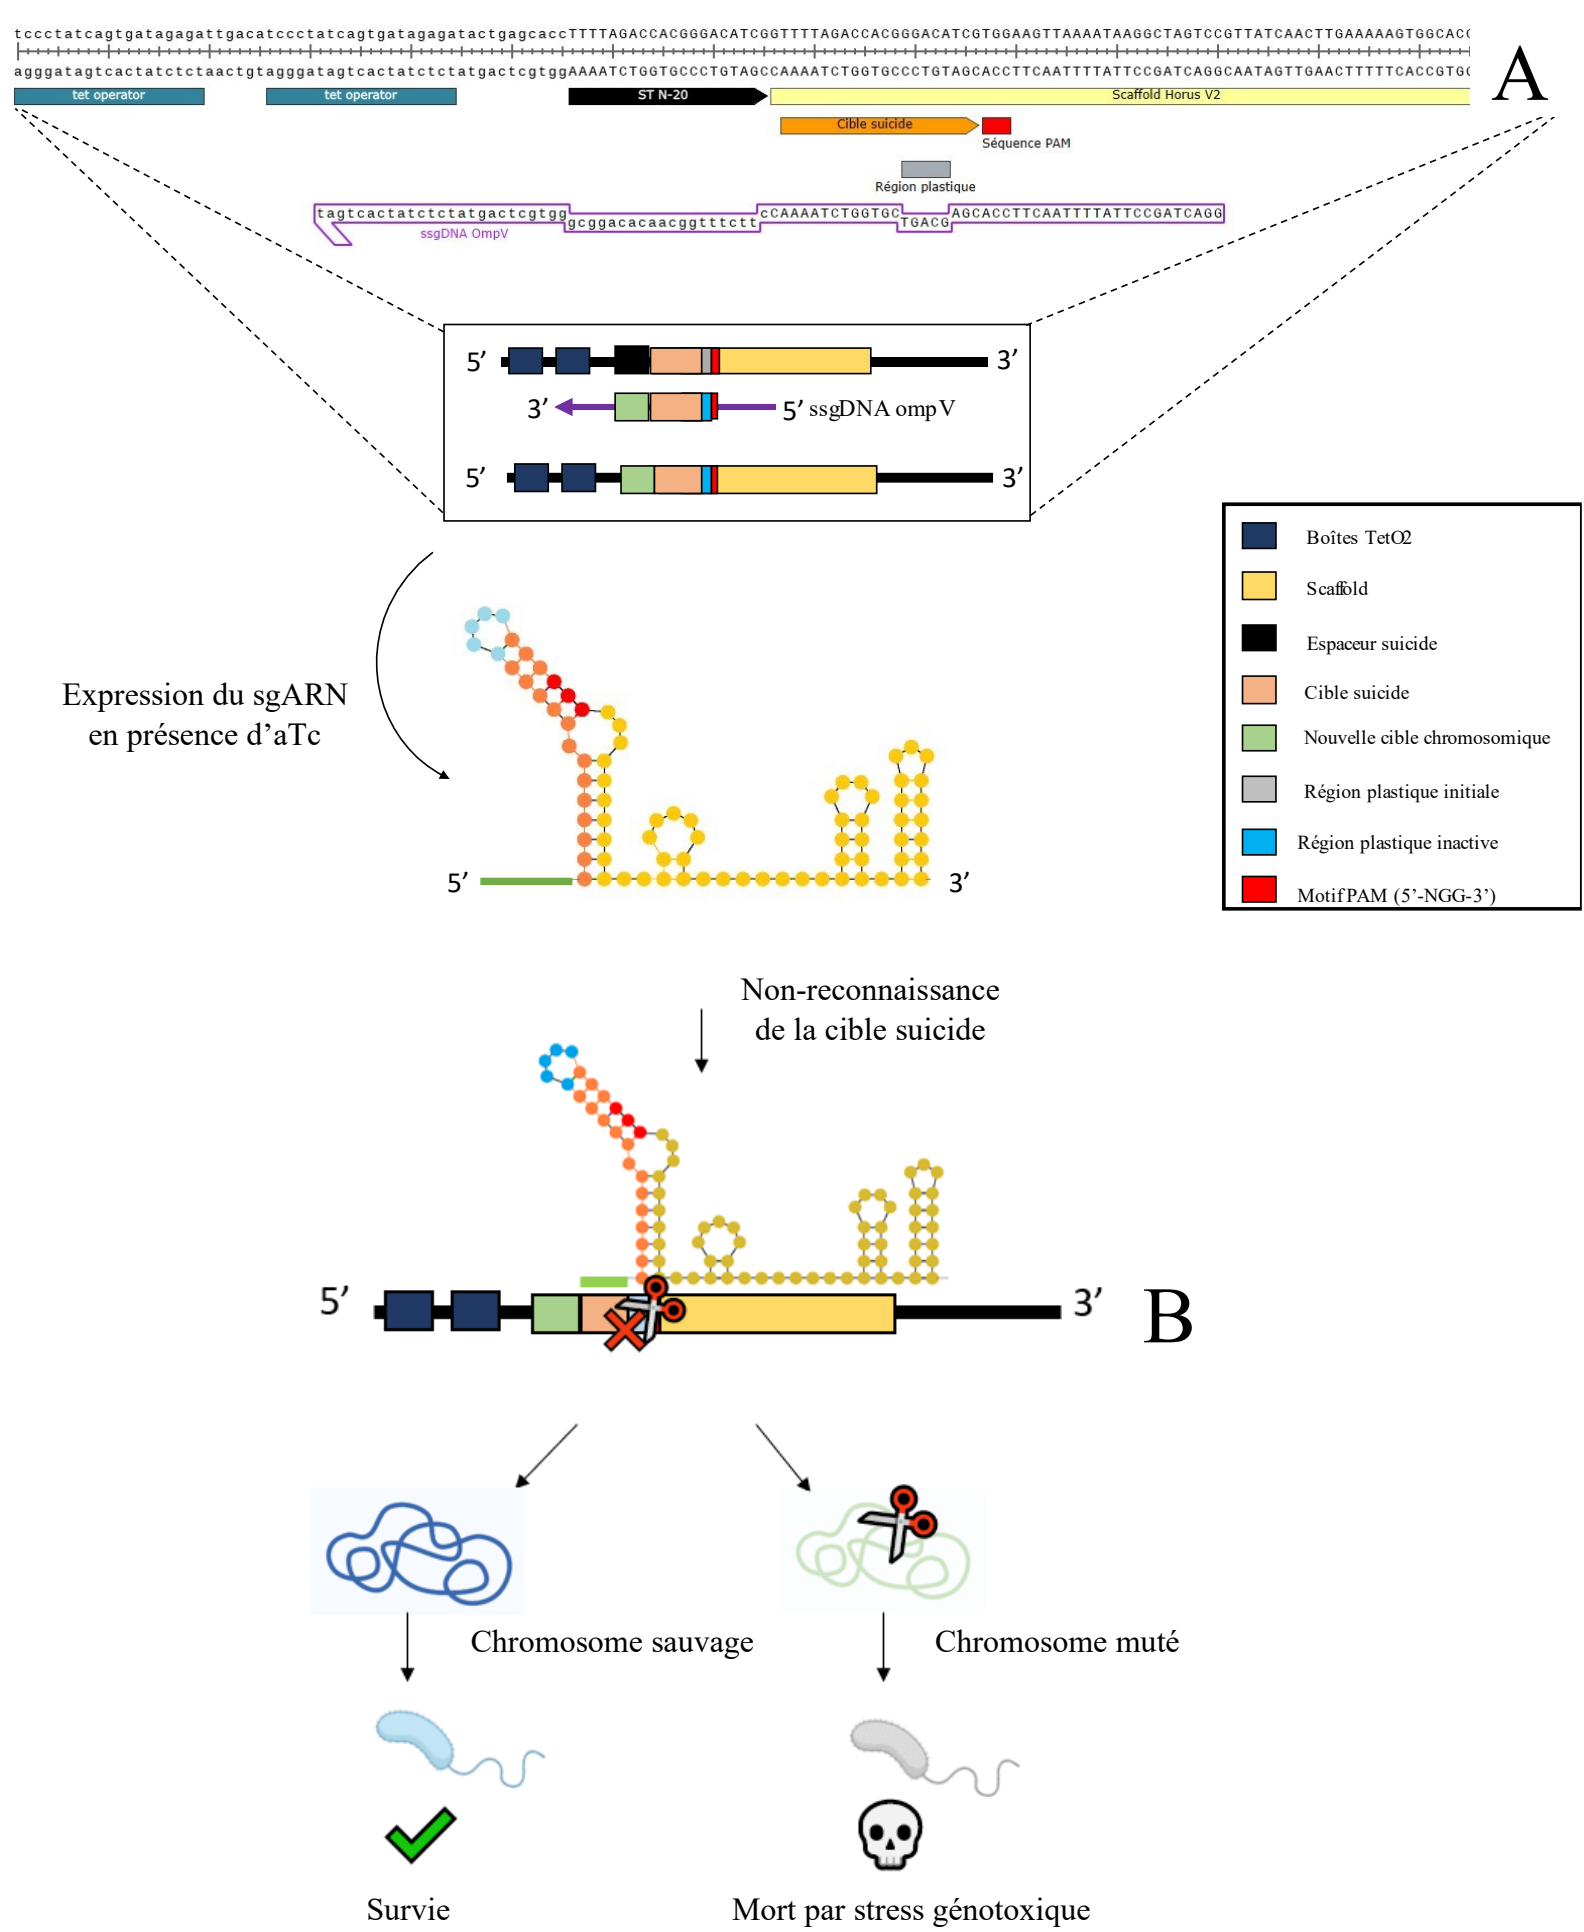 tccctatcagtgatagagattgacatccctatcagtgatagagatactgagcaccTTTTAGACCACGGGACATCGGTTTTAGACCACGGGACATCGTGGAAGTTAAAATAAGGCTAGTCCGTTATCAACTTGAAAAAGTGGCACC
agggatagtcactatctctaactgtagggatagtcactatctctatgactcgtggAAAATCTGGTGCCCTGTAGCCAAAATCTGGTGCCCTGTAGCACCTTCAATTTTATTCCGATCAGGCAATAGTTGAACTTTTTCACCGTGG
A
tet operator tet operator ST N-20 Scaffold Horus V2
Cible suicide
Séquence PAM
Région plastique
tagtcactatctctatgactcgtgg gcggacacaacggtttctt cCAAAATCTGGTGC TGACG AGCACCTTCAATTTTATTCCGATCAGG
ssgDNA OmpV
5’ 3’
3’ 5’ ssgDNA ompV
5’ 3’
Boîtes TetO2
Scaffold
Espaceur suicide
Cible suicide
Nouvelle cible chromosomique
Région plastique initiale
Région plastique inactive
Motif PAM (5’-NGG-3’)
Expression du sgARN
en présence d’aTc
5’ 3’
Non-reconnaissance
de la cible suicide
5’ 3’
B
Chromosome sauvage Chromosome muté
Survie Mort par stress génotoxique